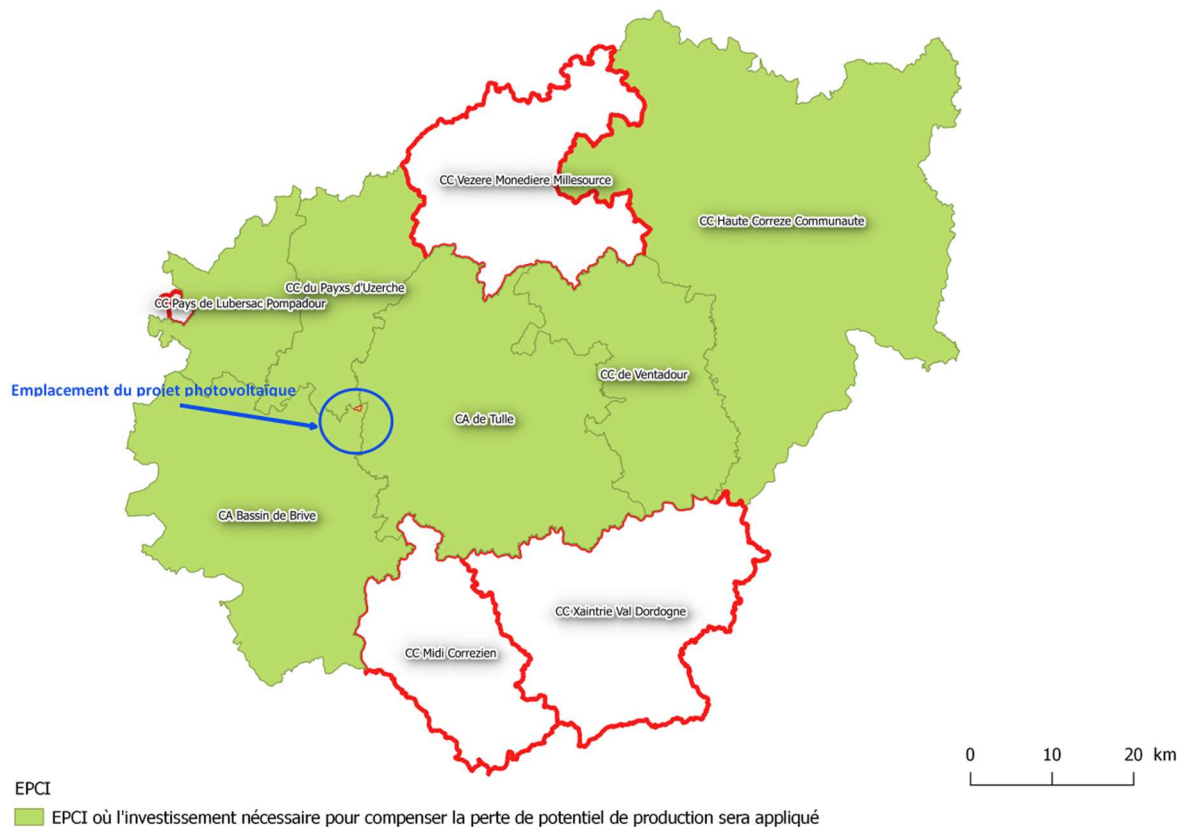 CC Vezere Monediere Millesource
CC Haute Correze Communaute
CC du Payxs d'Uzerche
CC Pays de Lubersac Pompadour
CC de Ventadour
Emplacement du projet photovoltaïque
CA de Tulle
CA Bassin de Brive
CC Xaintrie Val Dordogne
CC Midi Correzien
0 10 20 km
EPCI
EPCI où l'investissement nécessaire pour compenser la perte de potentiel de production sera appliqué